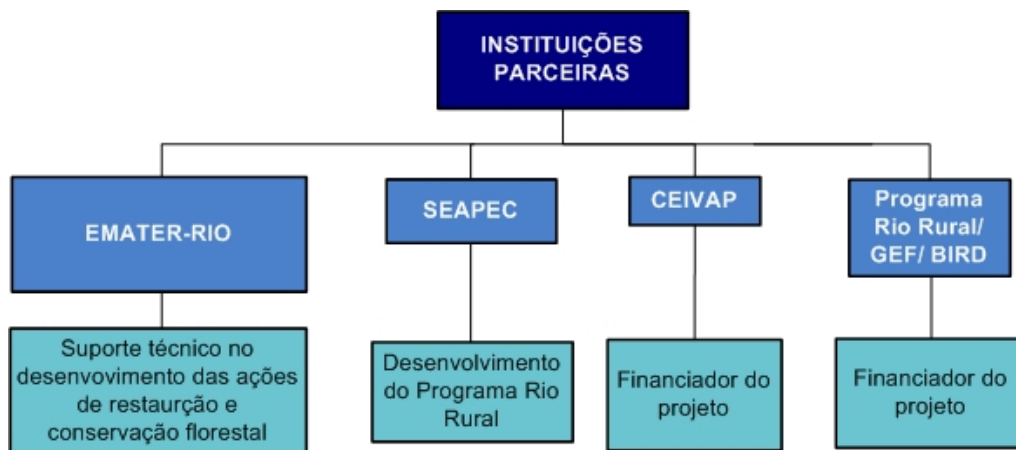 INSTITUIÇÕES
PARCEIRAS
EMATER-RIO
SEAPEC
CEIVAP
Programa
Rio Rural/
GEF/ BIRD
Suporte técnico no
desenvovimento das ações
de restaurção e
conservação florestal
Desenvolvimento
do Programa Rio
Rural
Financiador do
projeto
Financiador do
projeto